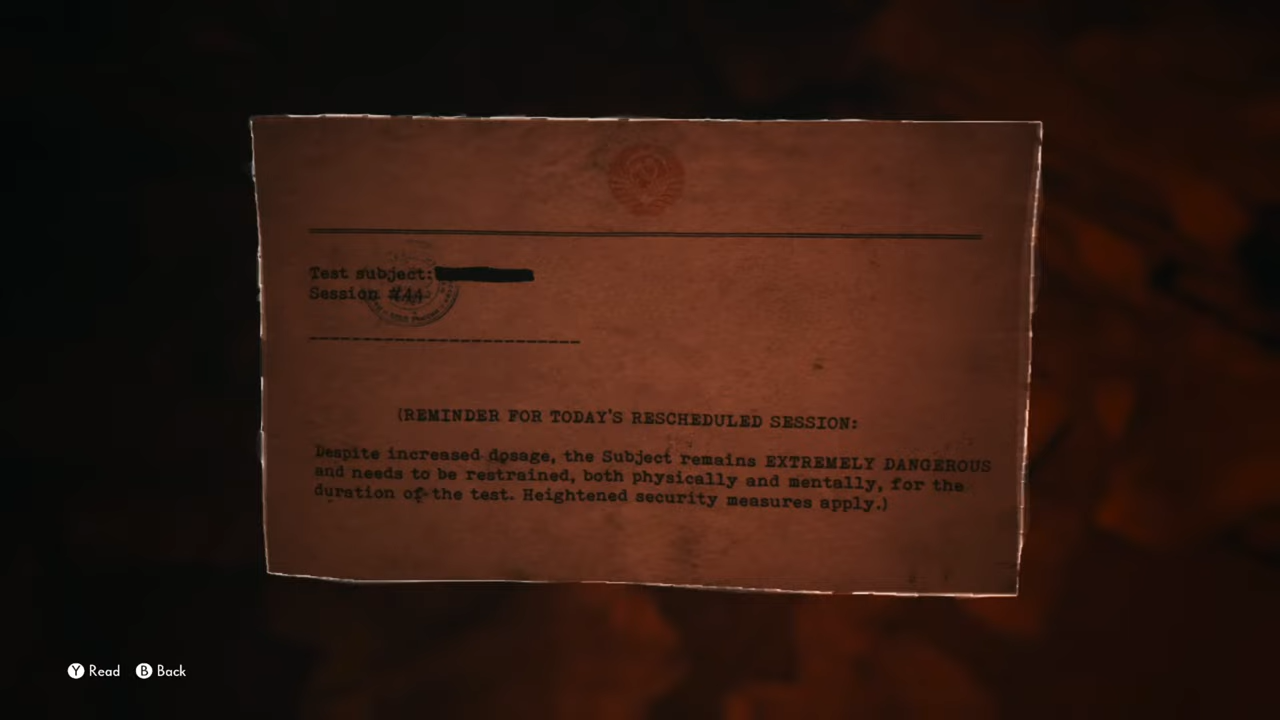 Test subject:
Session #44
(REMINDER FOR TODAY'S RESCHEDULED SESSION:
Despite increased dosage, the Subject remains EXTREMELY DANGEROUS
and needs to be restrained, both physically and mentally, for the
duration of the test. Heightened security measures apply.)
Y Read B Back